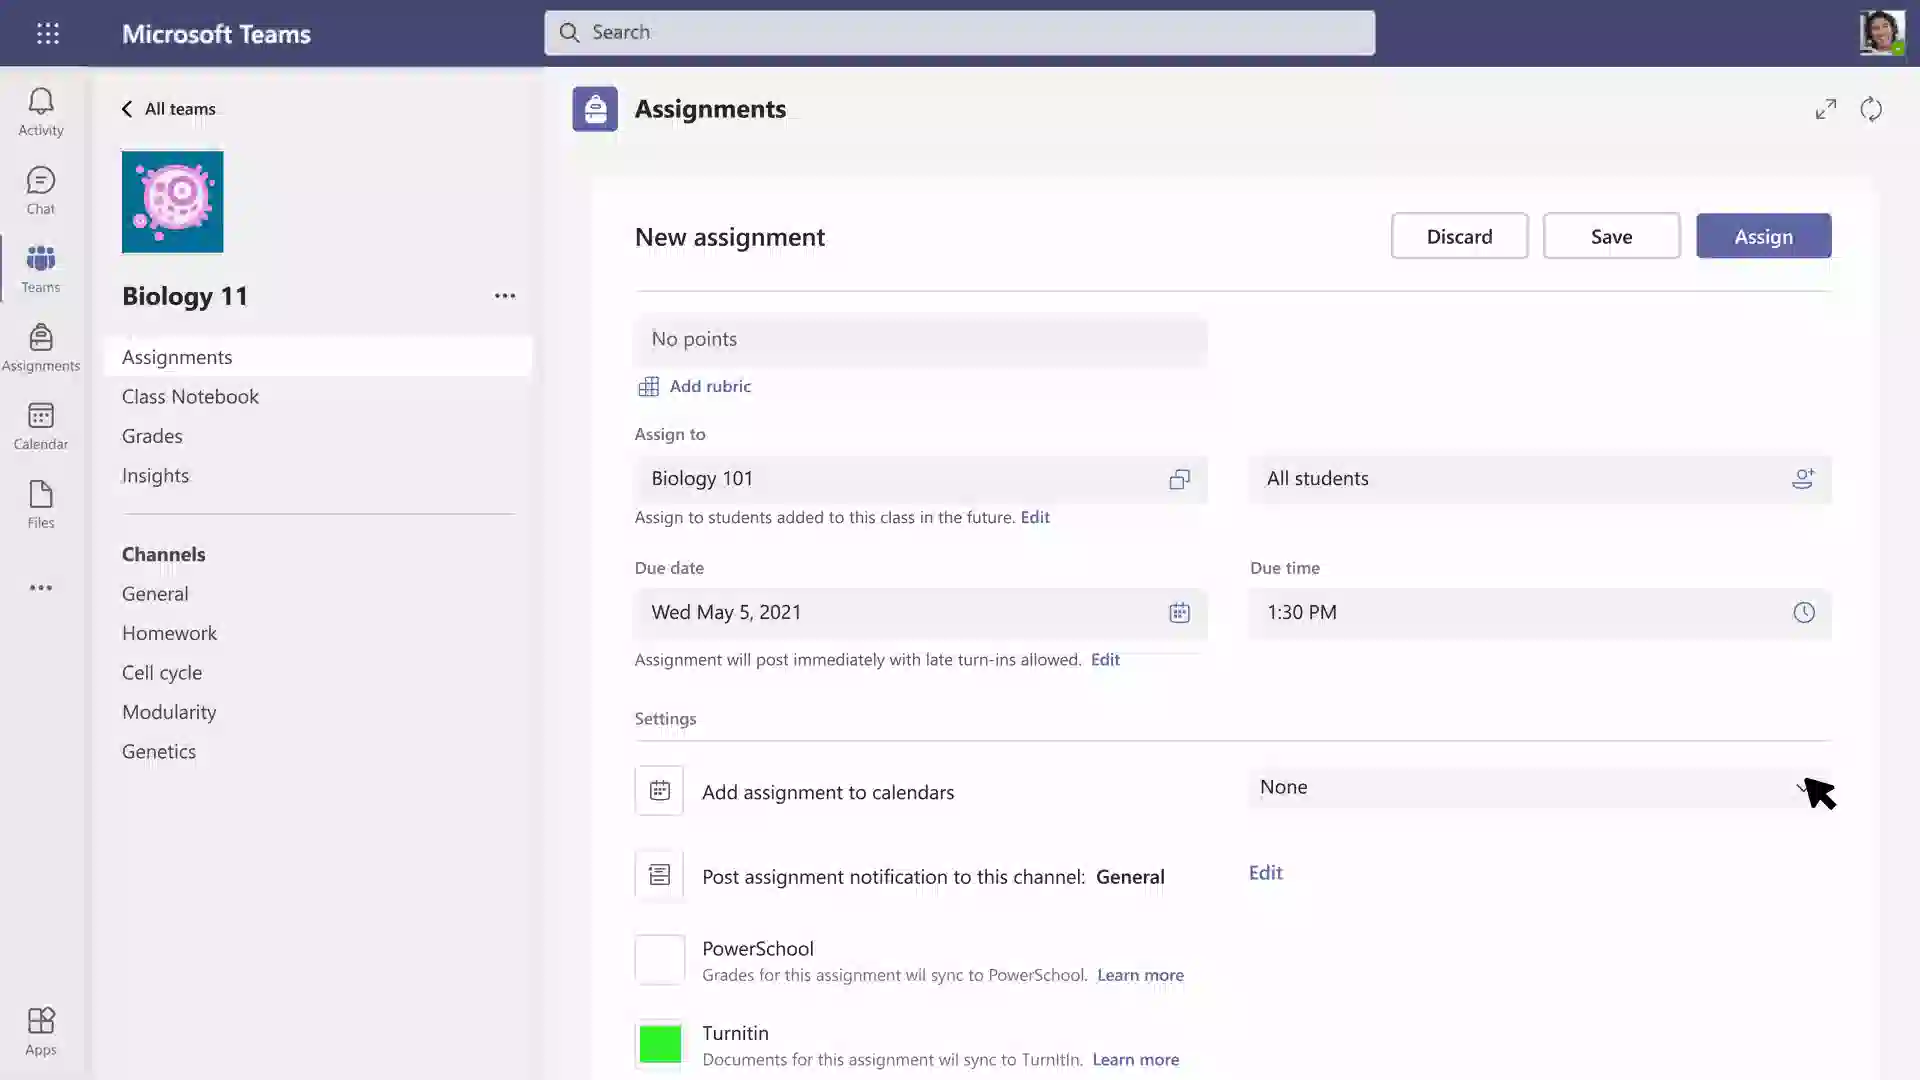 Microsoft Teams
Search
Activity
Chat
Teams
Assignments
Calendar
Files
Apps
All teams
Biology 11
Assignments
Class Notebook
Grades
Insights
Channels
General
Homework
Cell cycle
Modularity
Genetics
Assignments
New assignment
Discard
Save
Assign
No points
Add rubric
Assign to
Biology 101
All students
Assign to students added to this class in the future. Edit
Due date
Due time
Wed May 5, 2021
1:30 PM
Assignment will post immediately with late turn-ins allowed. Edit
Settings
Add assignment to calendars
None
Post assignment notification to this channel: General
Edit
PowerSchool
Grades for this assignment wil sync to PowerSchool. Learn more
Turnitin
Documents for this assignment wil sync to TurnItIn. Learn more